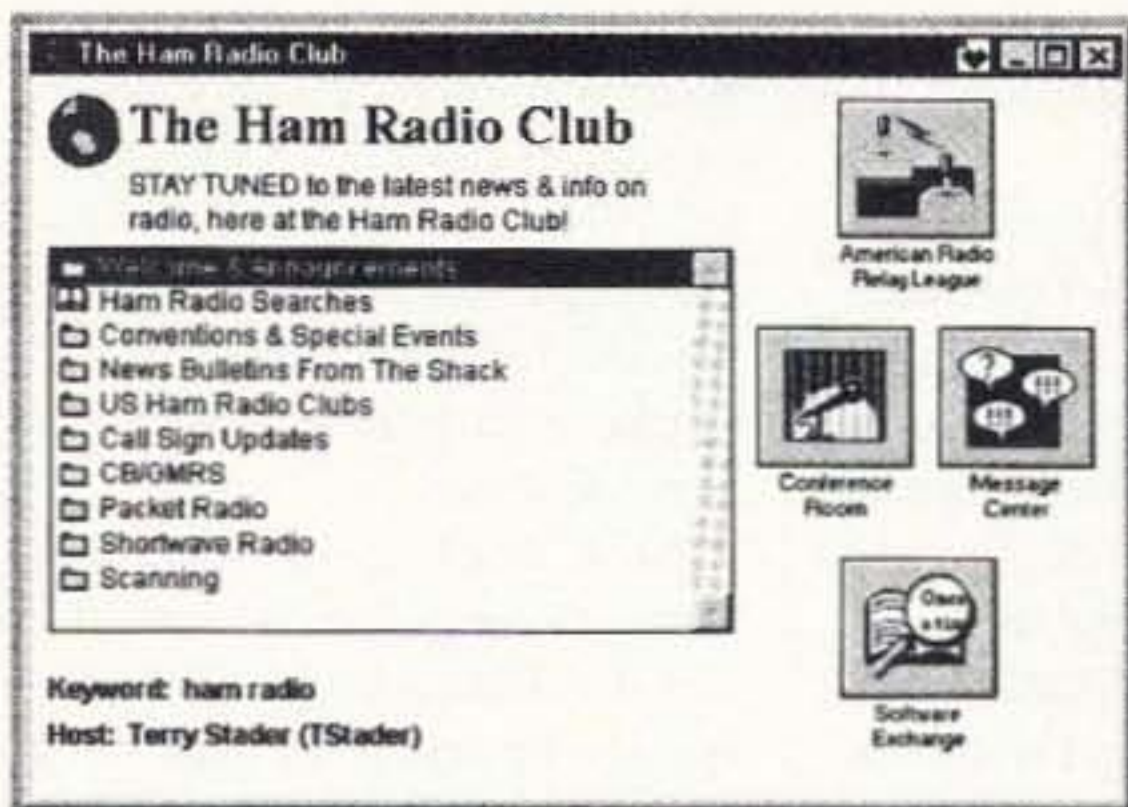 The Ham Radio Club
The Ham Radio Club
STAY TUNED to the latest news & info on
radio, here at the Ham Radio Club!
Welcome & Announcements
Ham Radio Searches
Conventions & Special Events
News Bulletins From The Shack
US Ham Radio Clubs
Call Sign Updates
CB/GMRS
Packet Radio
Shortwave Radio
Scanning
American Radio
Relay League
?
!!!
!!!
Conference
Room
Message
Center
Once
a
Software
Exchange
Keyword: ham radio
Host: Terry Stader (TStader)